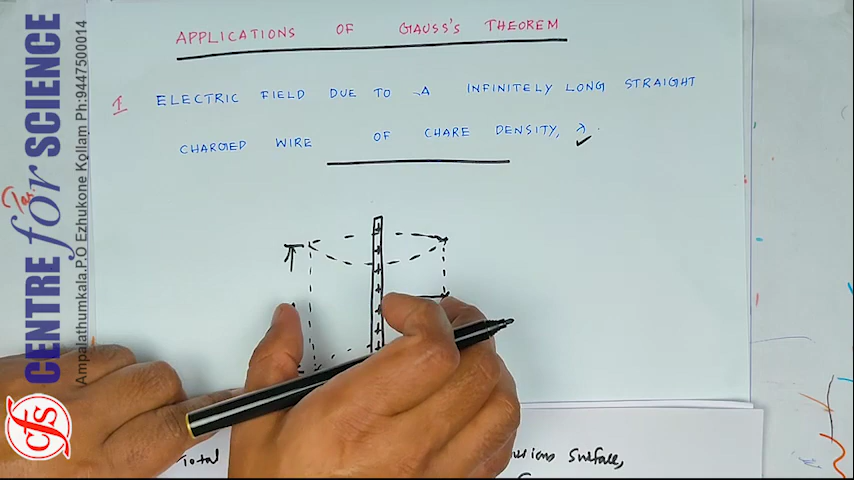 APPLICATIONS OF GAUSS'S THEOREM
I ELECTRIC FIELD DUE TO A INFINITELY LONG STRAIGHT
CHARGED WIRE OF CHARE DENSITY, λ
Total Surface,
CENTRE for SCIENCE
Ampalathumkala.P.O Ezhukone Kollam Ph:9447500014
cfs